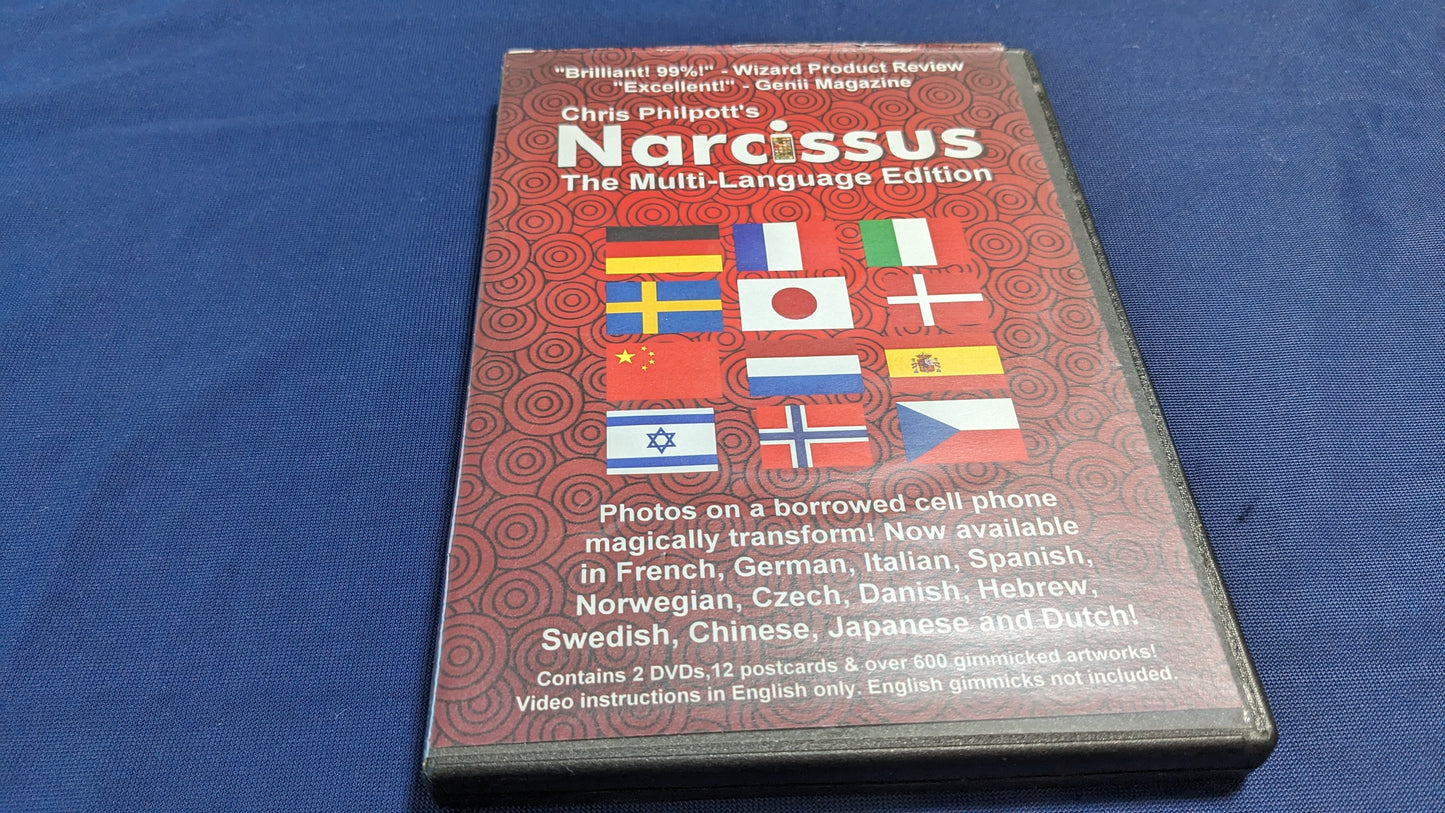 "Brilliant! 99%!" - Wizard Product Review
"Excellent!" - Genii Magazine
Chris Philpott's
Narcissus
The Multi-Language Edition
Photos on a borrowed cell phone
magically transform! Now available
in French, German, Italian, Spanish,
Norwegian, Czech, Danish, Hebrew,
Swedish, Chinese, Japanese and Dutch!
Contains 2 DVDs,12 postcards & over 600 gimmicked artworks!
Video instructions in English only. English gimmicks not included.